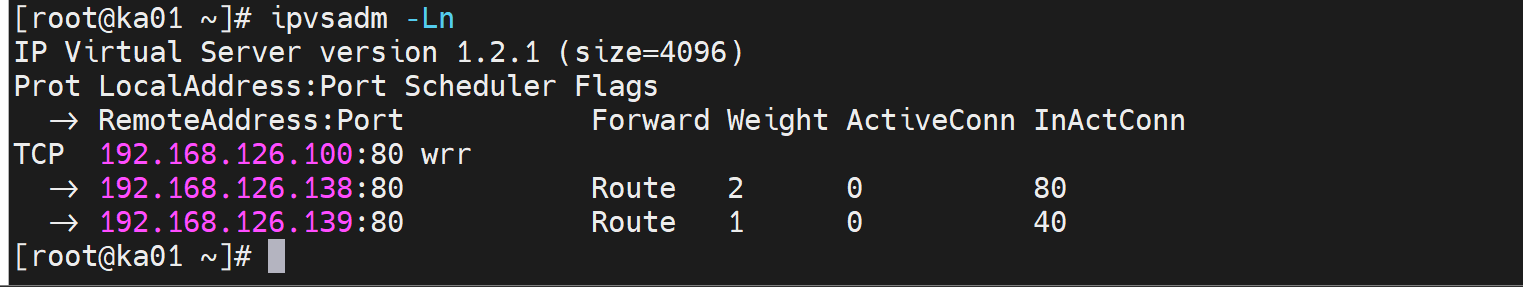 [root@ka01 ~]# ipvsadm -Ln
IP Virtual Server version 1.2.1 (size=4096)
Prot LocalAddress:Port Scheduler Flags
  -> RemoteAddress:Port           Forward Weight ActiveConn InActConn
TCP  192.168.126.100:80 wrr
  -> 192.168.126.138:80           Route   2      0          80
  -> 192.168.126.139:80           Route   1      0          40
[root@ka01 ~]#